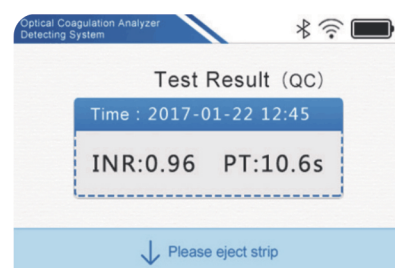 Optical Coagulation Analyzer
Detecting System
Test Result (QC)
Time : 2017-01-22 12:45
INR:0.96 PT:10.6s
Please eject strip